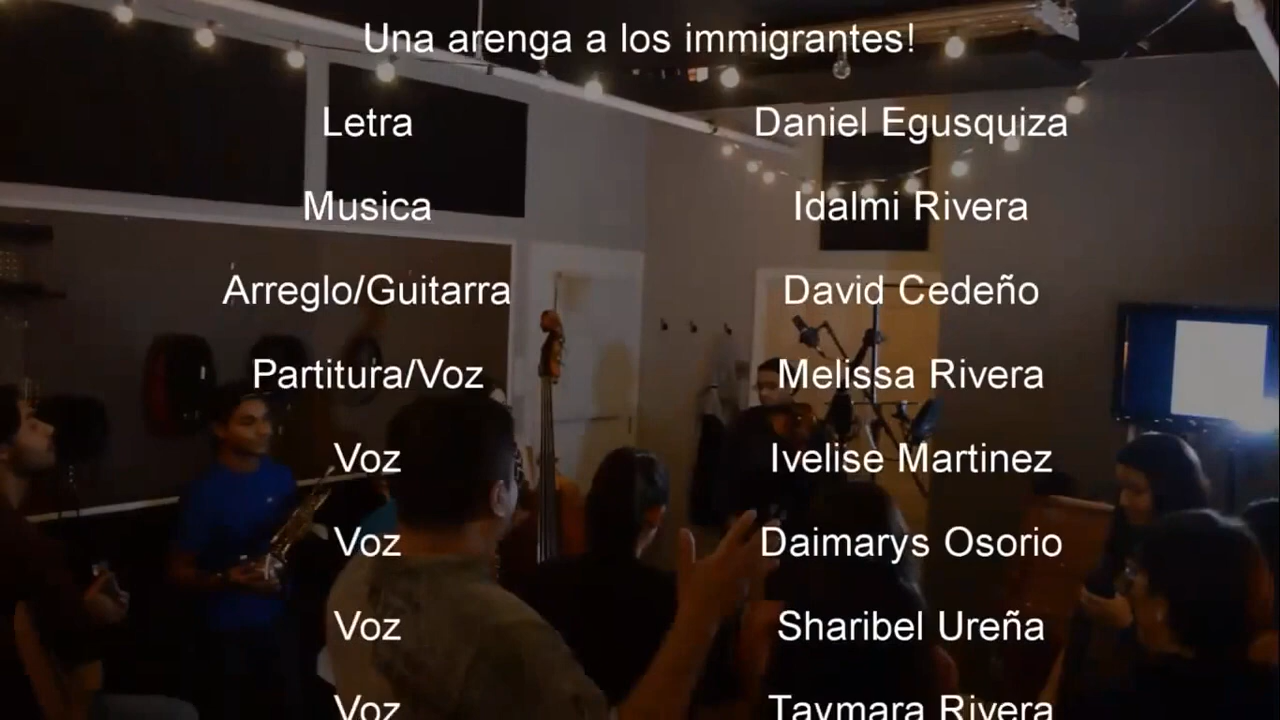 Una arenga a los immigrantes!
Letra Daniel Egusquiza
Musica Idalmi Rivera
Arreglo/Guitarra David Cedeño
Partitura/Voz Melissa Rivera
Voz Ivelise Martinez
Voz Daimarys Osorio
Voz Sharibel Ureña
Voz Taymara Rivera